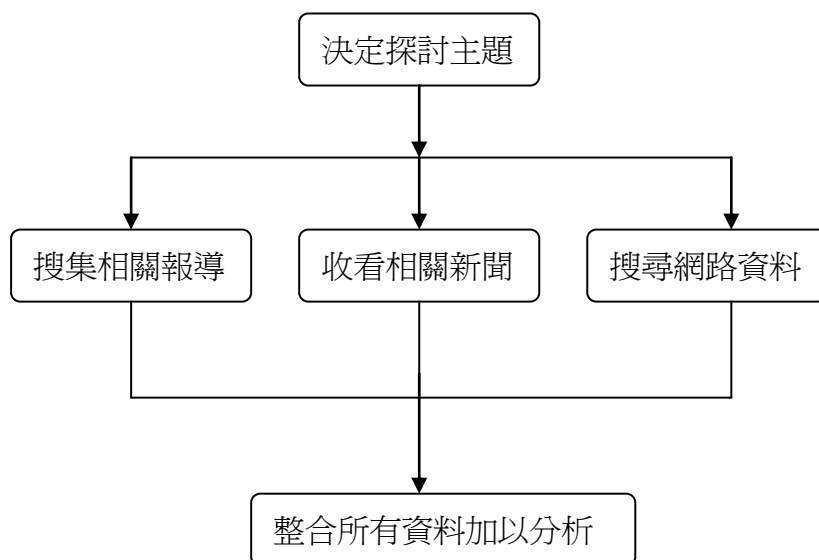 決定探討主題
搜集相關報導
收看相關新聞
搜尋網路資料
整合所有資料加以分析